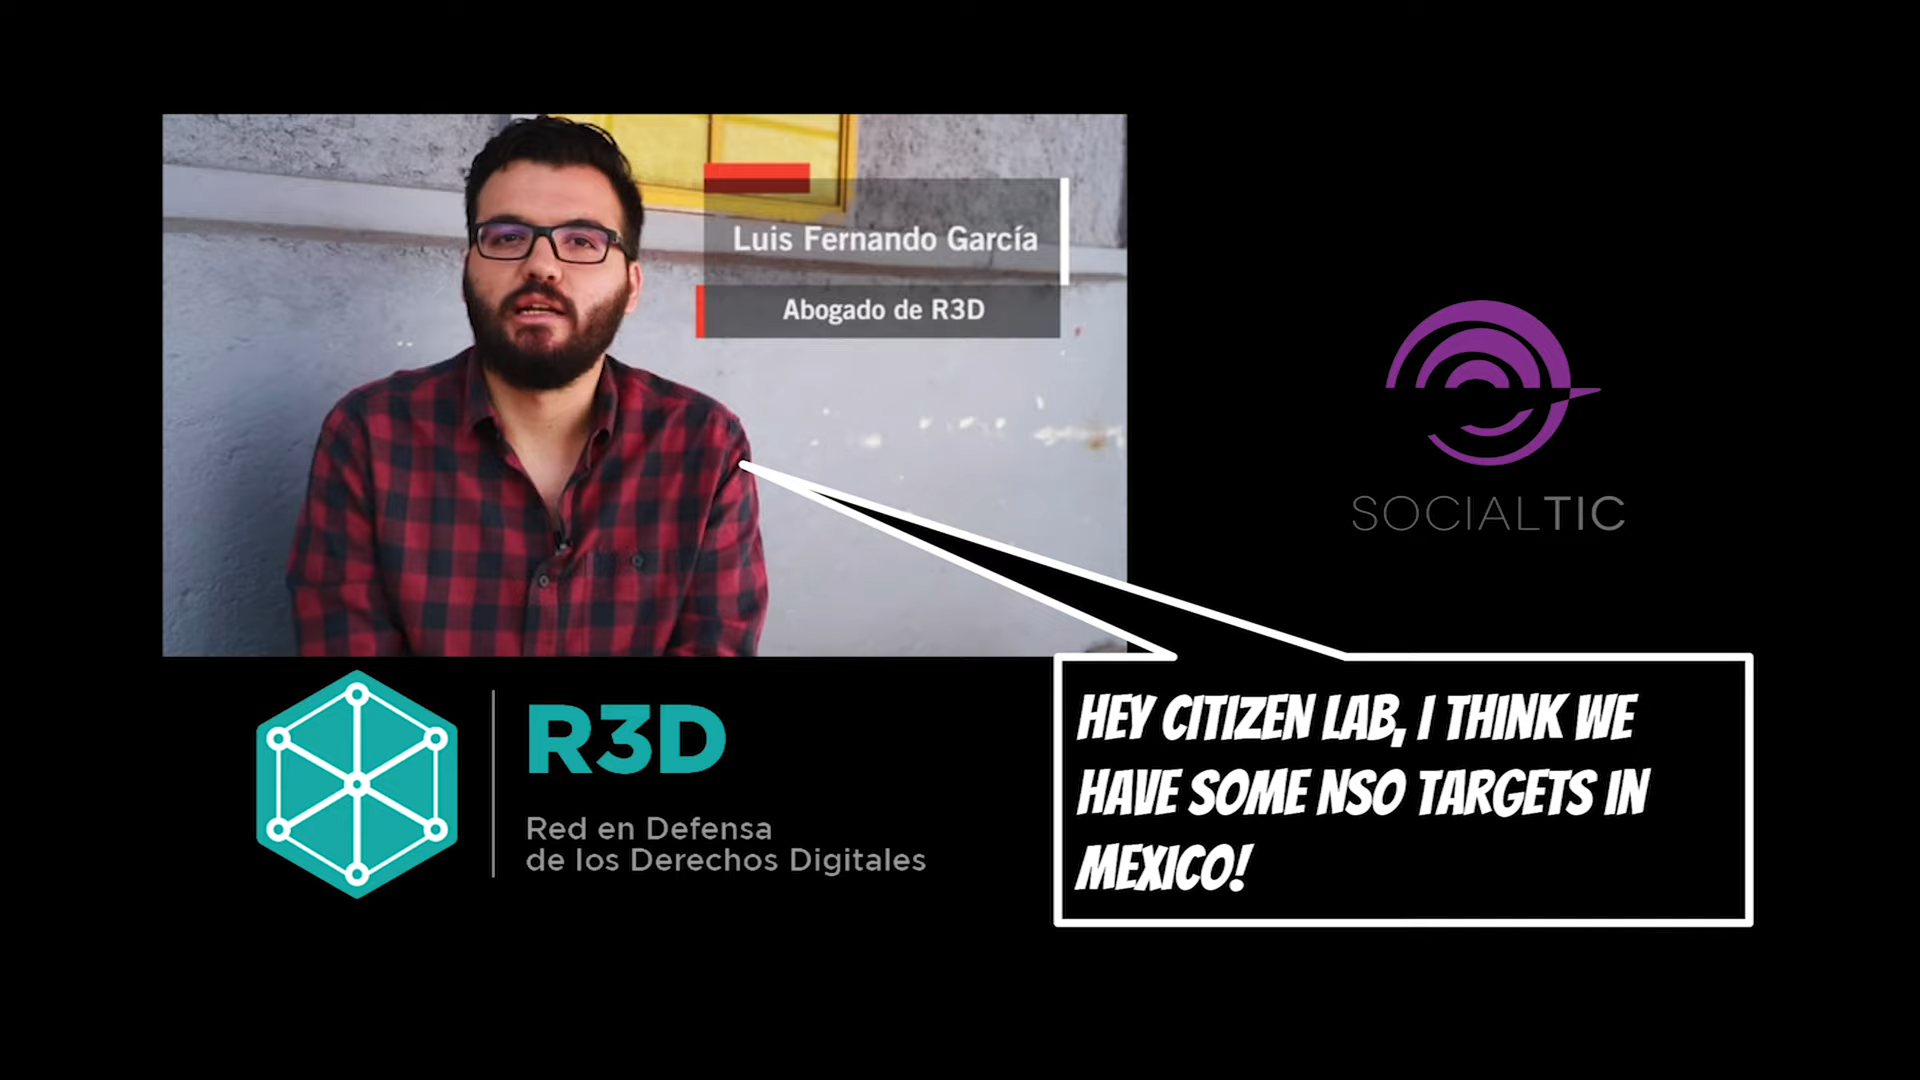 Luis Fernando García
Abogado de R3D
SOCIALTIC
R3D
Red en Defensa
de los Derechos Digitales
HEY CITIZEN LAB, I THINK WE
HAVE SOME NSO TARGETS IN
MEXICO!